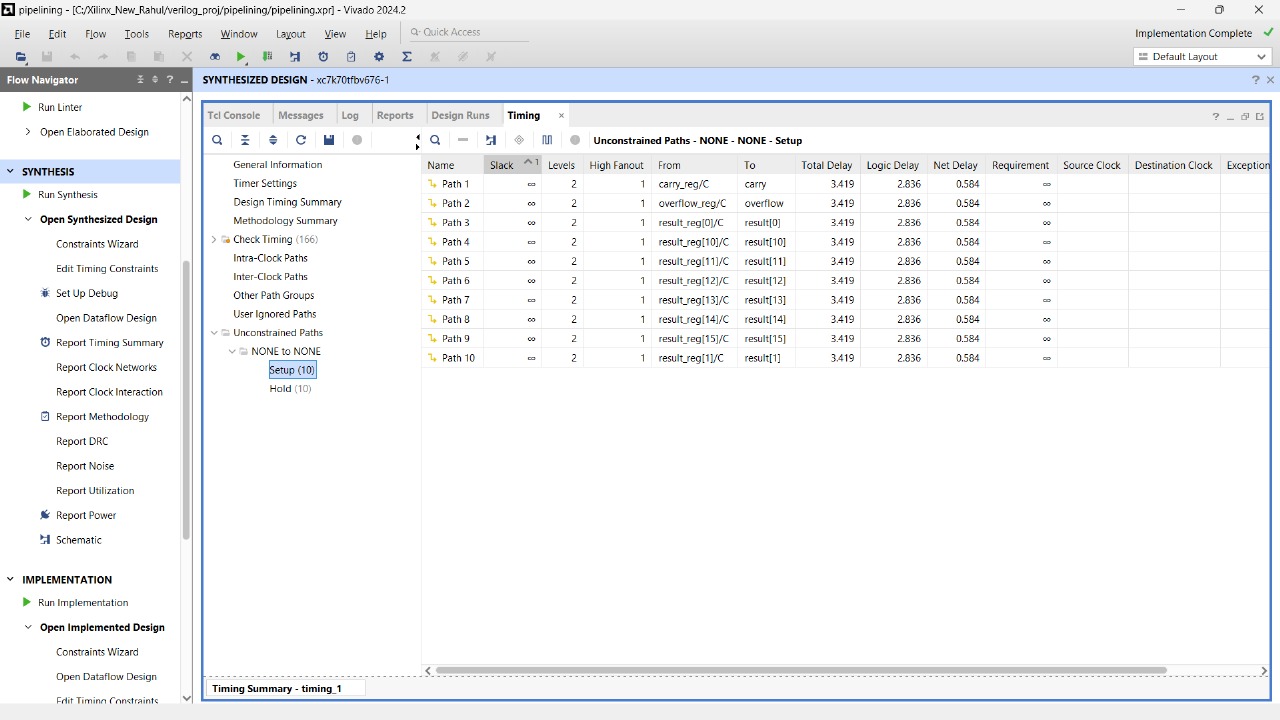 pipelining - [C:/Xilinx_New_Rahul/verilog_proj/pipelining/pipelining.xpr] - Vivado 2024.2
File Edit Flow Tools Reports Window Layout View Help Quick Access Implementation Complete
Default Layout
Flow Navigator
SYNTHESIZED DESIGN - xc7k70tfbv676-1
Run Linter
Open Elaborated Design
SYNTHESIS
Run Synthesis
Open Synthesized Design
Constraints Wizard
Edit Timing Constraints
Set Up Debug
Open Dataflow Design
Report Timing Summary
Report Clock Networks
Report Clock Interaction
Report Methodology
Report DRC
Report Noise
Report Utilization
Report Power
Schematic
IMPLEMENTATION
Run Implementation
Open Implemented Design
Constraints Wizard
Open Dataflow Design
Edit Timing Constraints
Tcl Console Messages Log Reports Design Runs Timing
Unconstrained Paths - NONE - NONE - Setup
General Information
Timer Settings
Design Timing Summary
Methodology Summary
Check Timing (166)
Intra-Clock Paths
Inter-Clock Paths
Other Path Groups
User Ignored Paths
Unconstrained Paths
NONE to NONE
Setup (10)
Hold (10)
Name Slack 1 Levels High Fanout From To Total Delay Logic Delay Net Delay Requirement Source Clock Destination Clock Exception
Path 1 ∞ 2 1 carry_reg/C carry 3.419 2.836 0.584 ∞
Path 2 ∞ 2 1 overflow_reg/C overflow 3.419 2.836 0.584 ∞
Path 3 ∞ 2 1 result_reg[0]/C result[0] 3.419 2.836 0.584 ∞
Path 4 ∞ 2 1 result_reg[10]/C result[10] 3.419 2.836 0.584 ∞
Path 5 ∞ 2 1 result_reg[11]/C result[11] 3.419 2.836 0.584 ∞
Path 6 ∞ 2 1 result_reg[12]/C result[12] 3.419 2.836 0.584 ∞
Path 7 ∞ 2 1 result_reg[13]/C result[13] 3.419 2.836 0.584 ∞
Path 8 ∞ 2 1 result_reg[14]/C result[14] 3.419 2.836 0.584 ∞
Path 9 ∞ 2 1 result_reg[15]/C result[15] 3.419 2.836 0.584 ∞
Path 10 ∞ 2 1 result_reg[1]/C result[1] 3.419 2.836 0.584 ∞
Timing Summary - timing_1